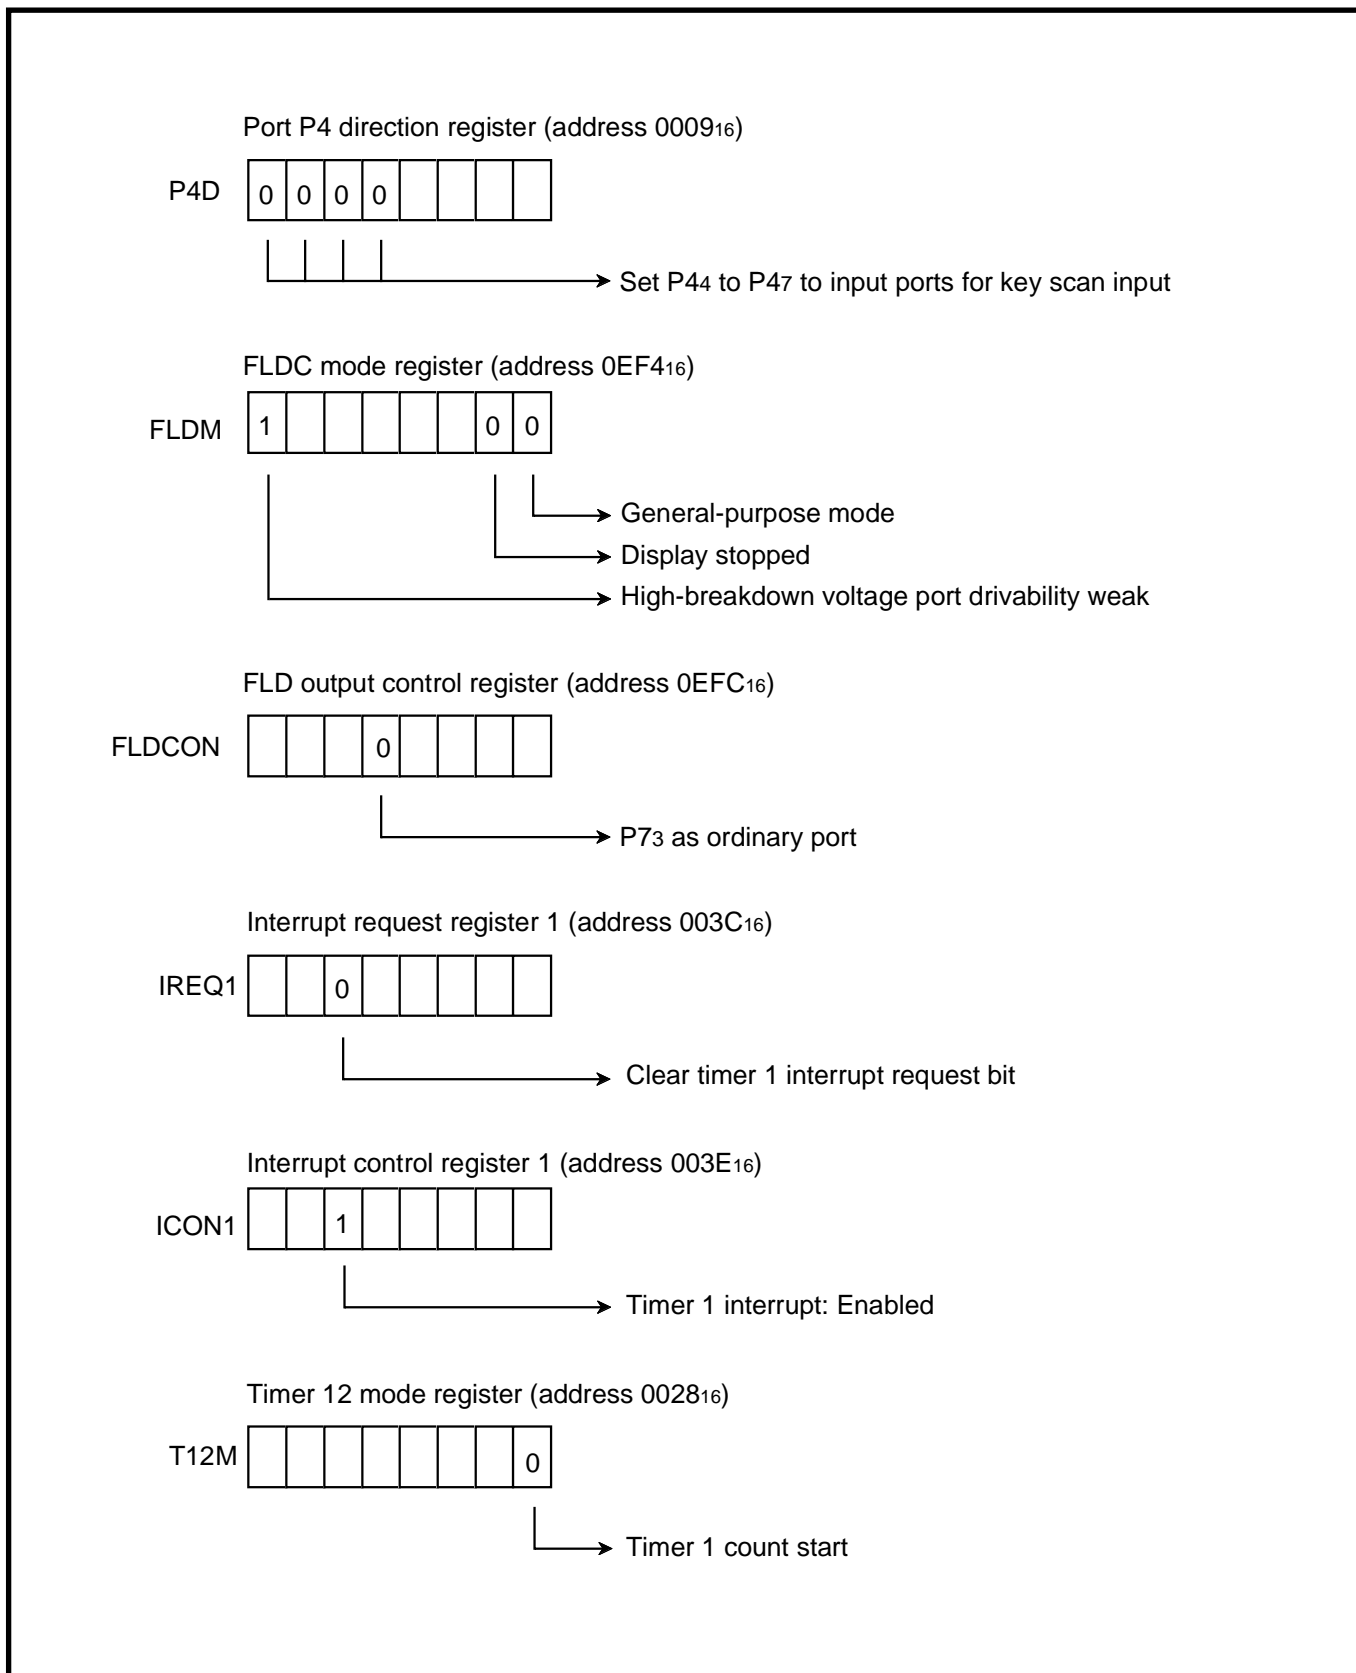 Port P4 direction register (address 000916)
P4D 0 0 0 0
Set P44 to P47 to input ports for key scan input
FLDC mode register (address 0EF416)
FLDM 1 0 0
General-purpose mode
Display stopped
High-breakdown voltage port drivability weak
FLD output control register (address 0EFC16)
FLDCON 0
P73 as ordinary port
Interrupt request register 1 (address 003C16)
IREQ1 0
Clear timer 1 interrupt request bit
Interrupt control register 1 (address 003E16)
ICON1 1
Timer 1 interrupt: Enabled
Timer 12 mode register (address 002816)
T12M 0
Timer 1 count start